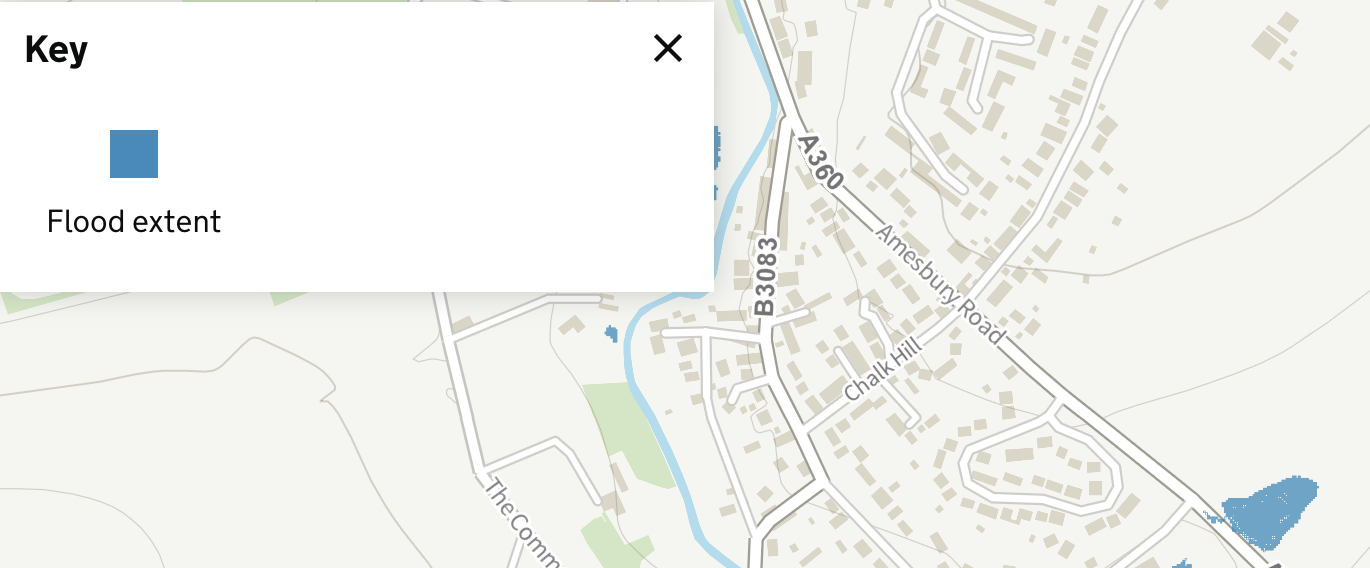 Key
Flood extent
A360
Amesbury Road
B3083
Chalk Hill
The Comm